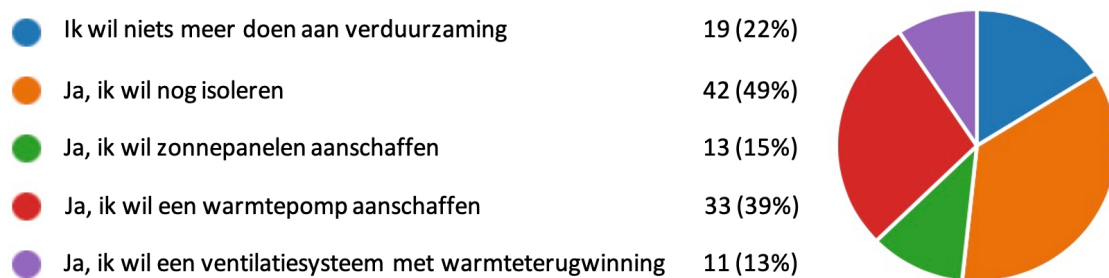 Ik wil niets meer doen aan verduurzaming 19 (22%)
Ja, ik wil nog isoleren 42 (49%)
Ja, ik wil zonnepanelen aanschaffen 13 (15%)
Ja, ik wil een warmtepomp aanschaffen 33 (39%)
Ja, ik wil een ventilatiesysteem met warmteterugwinning 11 (13%)